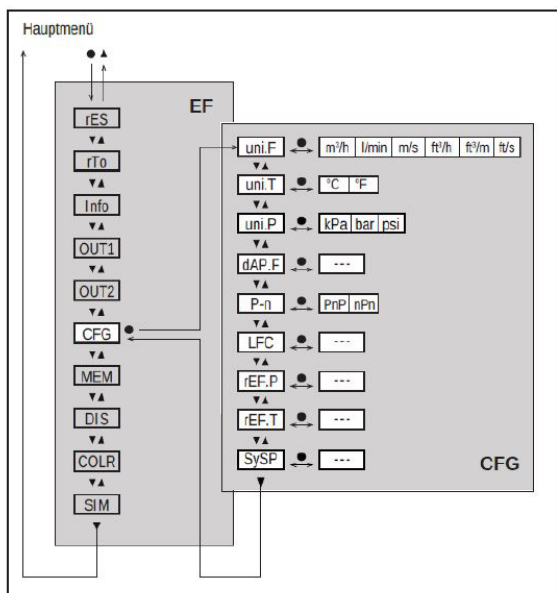 Hauptmenü
EF
rES
rTo
Info
OUT1
OUT2
CFG
MEM
DIS
COLR
SIM
uni.F m³/h l/min m/s ft³/h ft³/m ft/s
uni.T °C °F
uni.P kPa bar psi
dAP.F ---
P-n PnP nPn
LFC ---
rEF.P ---
rEF.T ---
SySP ---
CFG